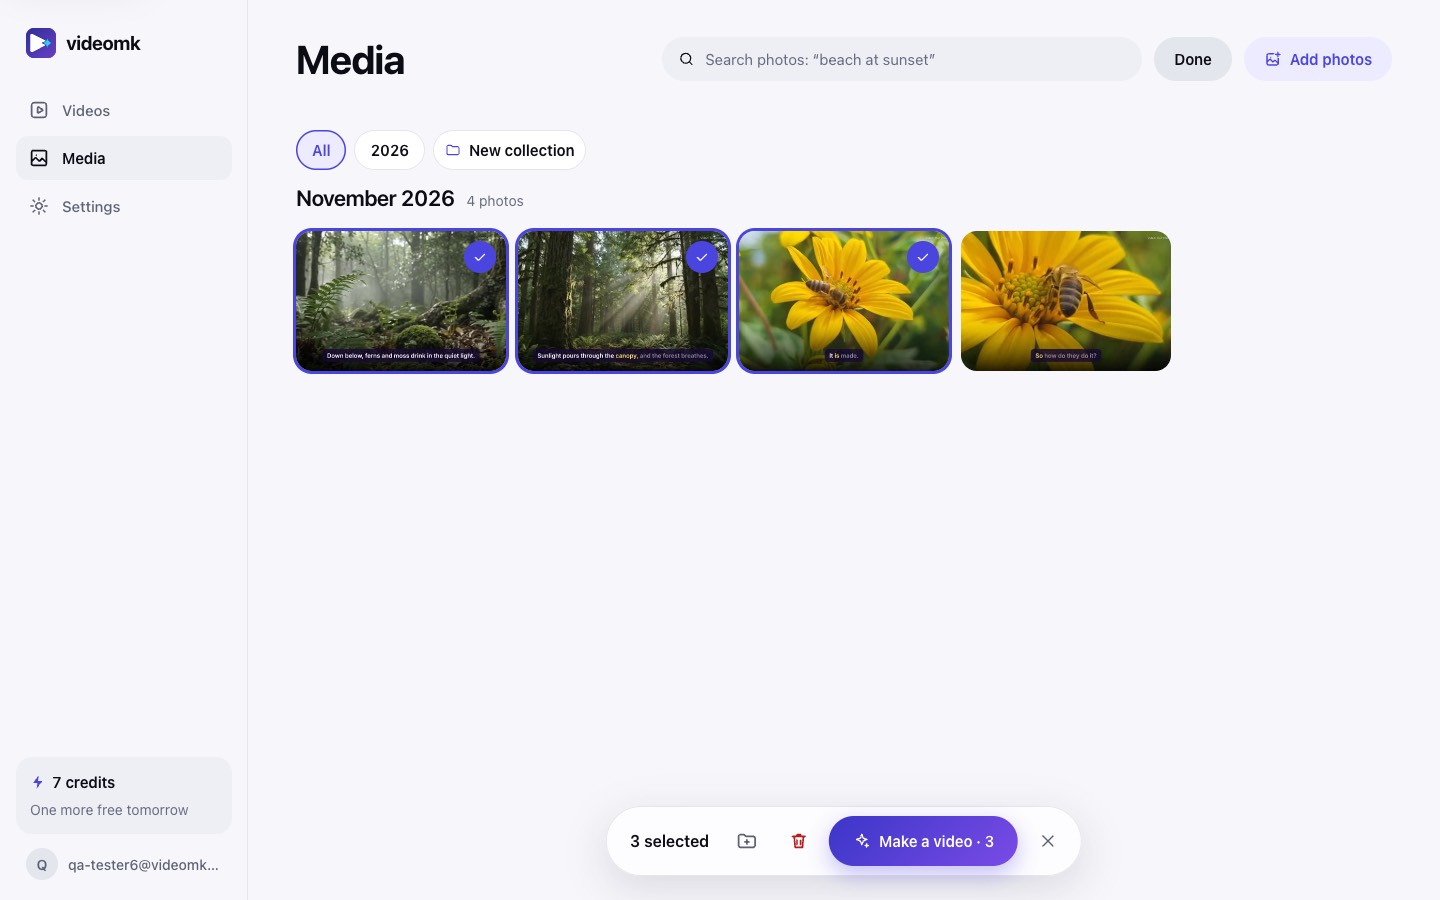 videomk
Videos
Media
Settings
7 credits
One more free tomorrow
Q
qa-tester6@videomk...
Media
Search photos: “beach at sunset”
Done
Add photos
All
2026
New collection
November 2026
4 photos
Down below, ferns and moss drink in the quiet light.
Sunlight pours through the canopy, and the forest breathes.
It is made.
So how do they do it?
3 selected
Make a video · 3